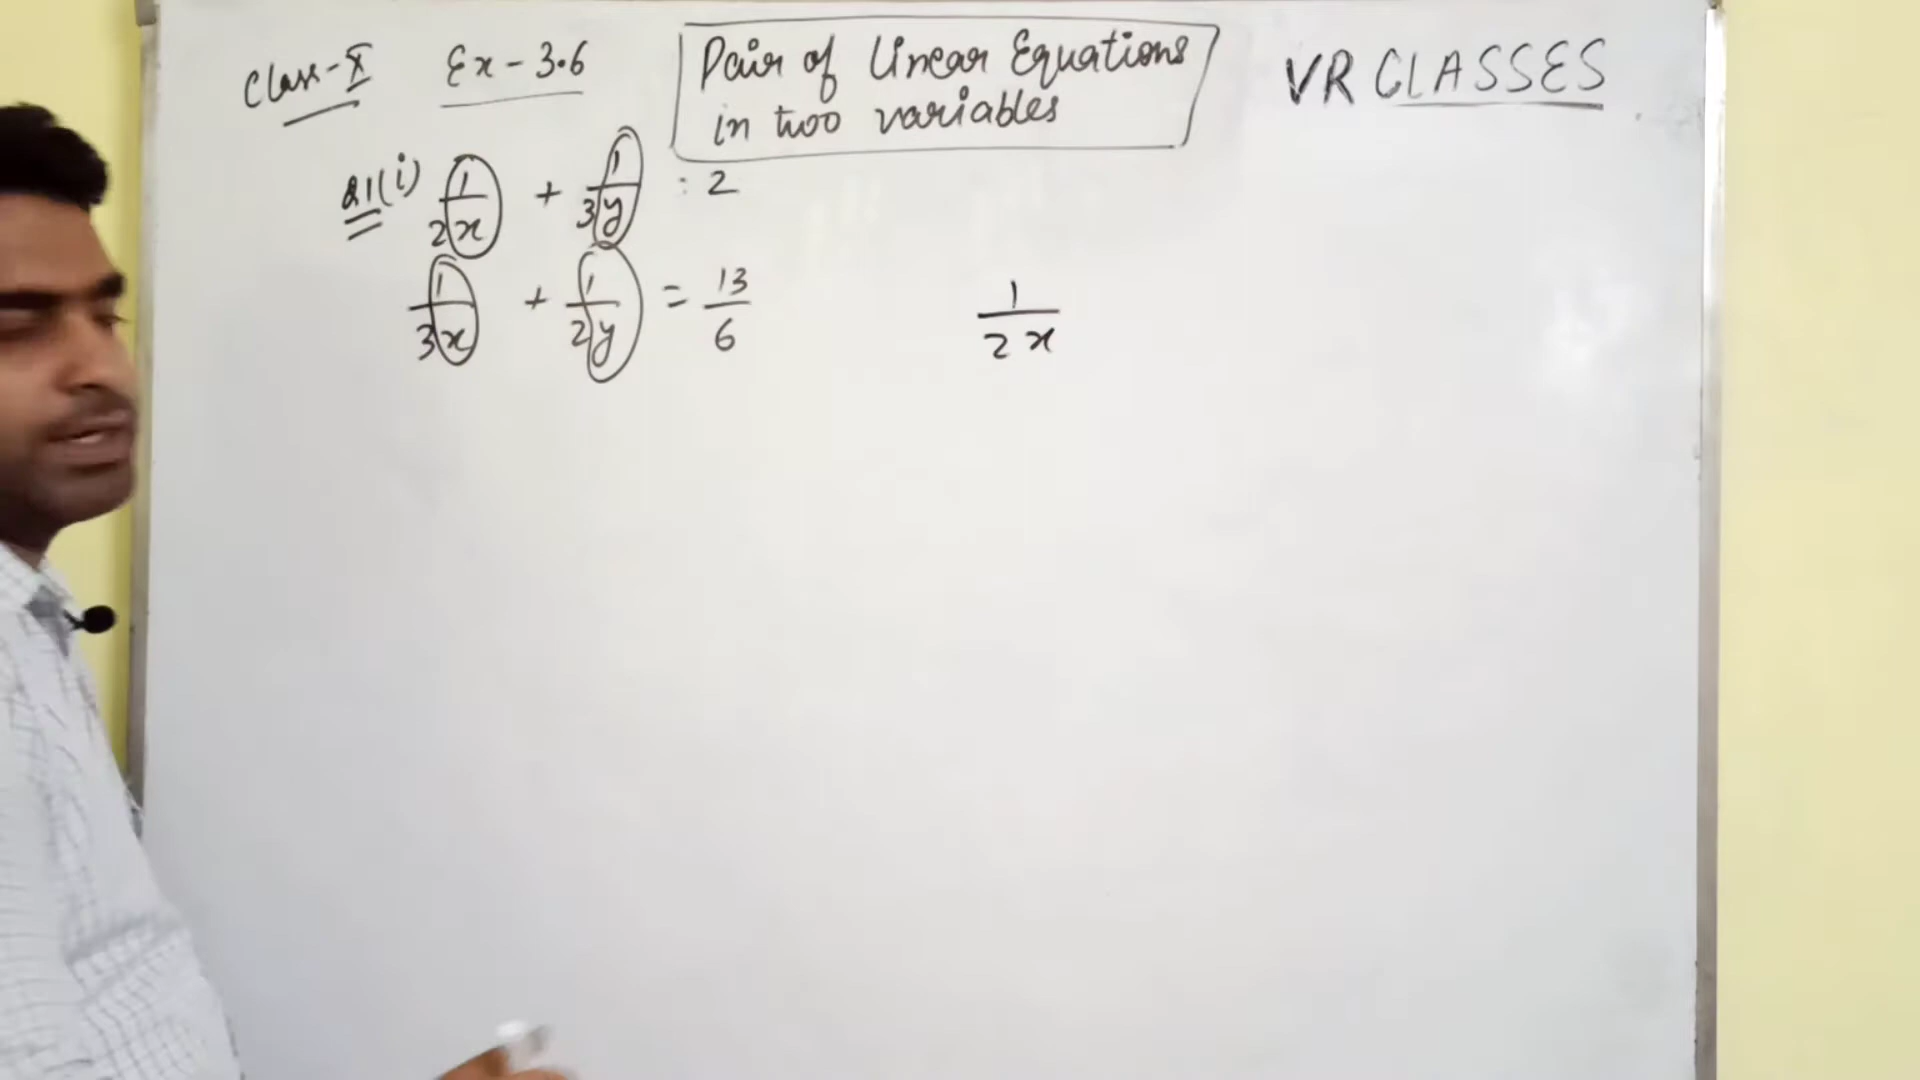 Class-X Ex-3.6 Pair of Linear Equations in two variables VR CLASSES
Q1(i) 1/2x + 1/3y : 2
1/3x + 1/2y = 13/6
1/2x